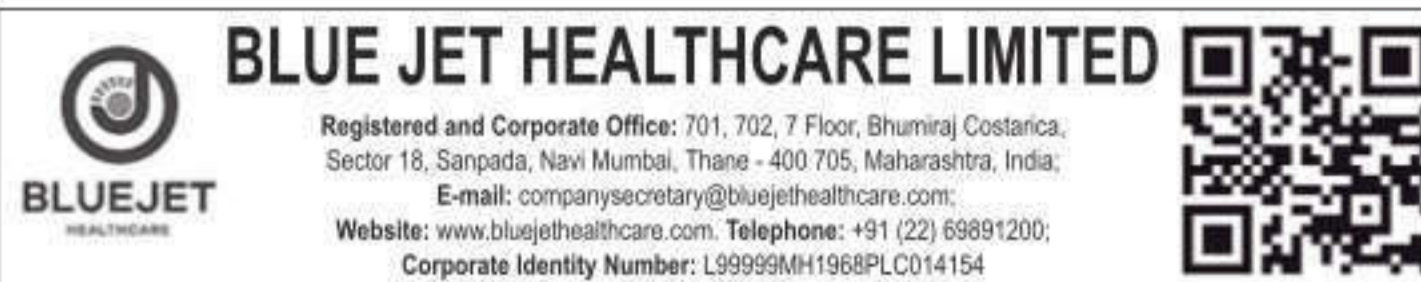 BLUE JET HEALTHCARE LIMITED
Registered and Corporate Office: 701, 702, 7 Floor, Bhumiraj Costarica,
Sector 18, Sanpada, Navi Mumbai, Thane - 400 705, Maharashtra, India;
E-mail: companysecretary@bluejethealthcare.com;
Website: www.bluejethealthcare.com. Telephone: +91 (22) 69891200;
Corporate Identity Number: L99999MH1968PLC014154
BLUEJET
HEALTHCARE